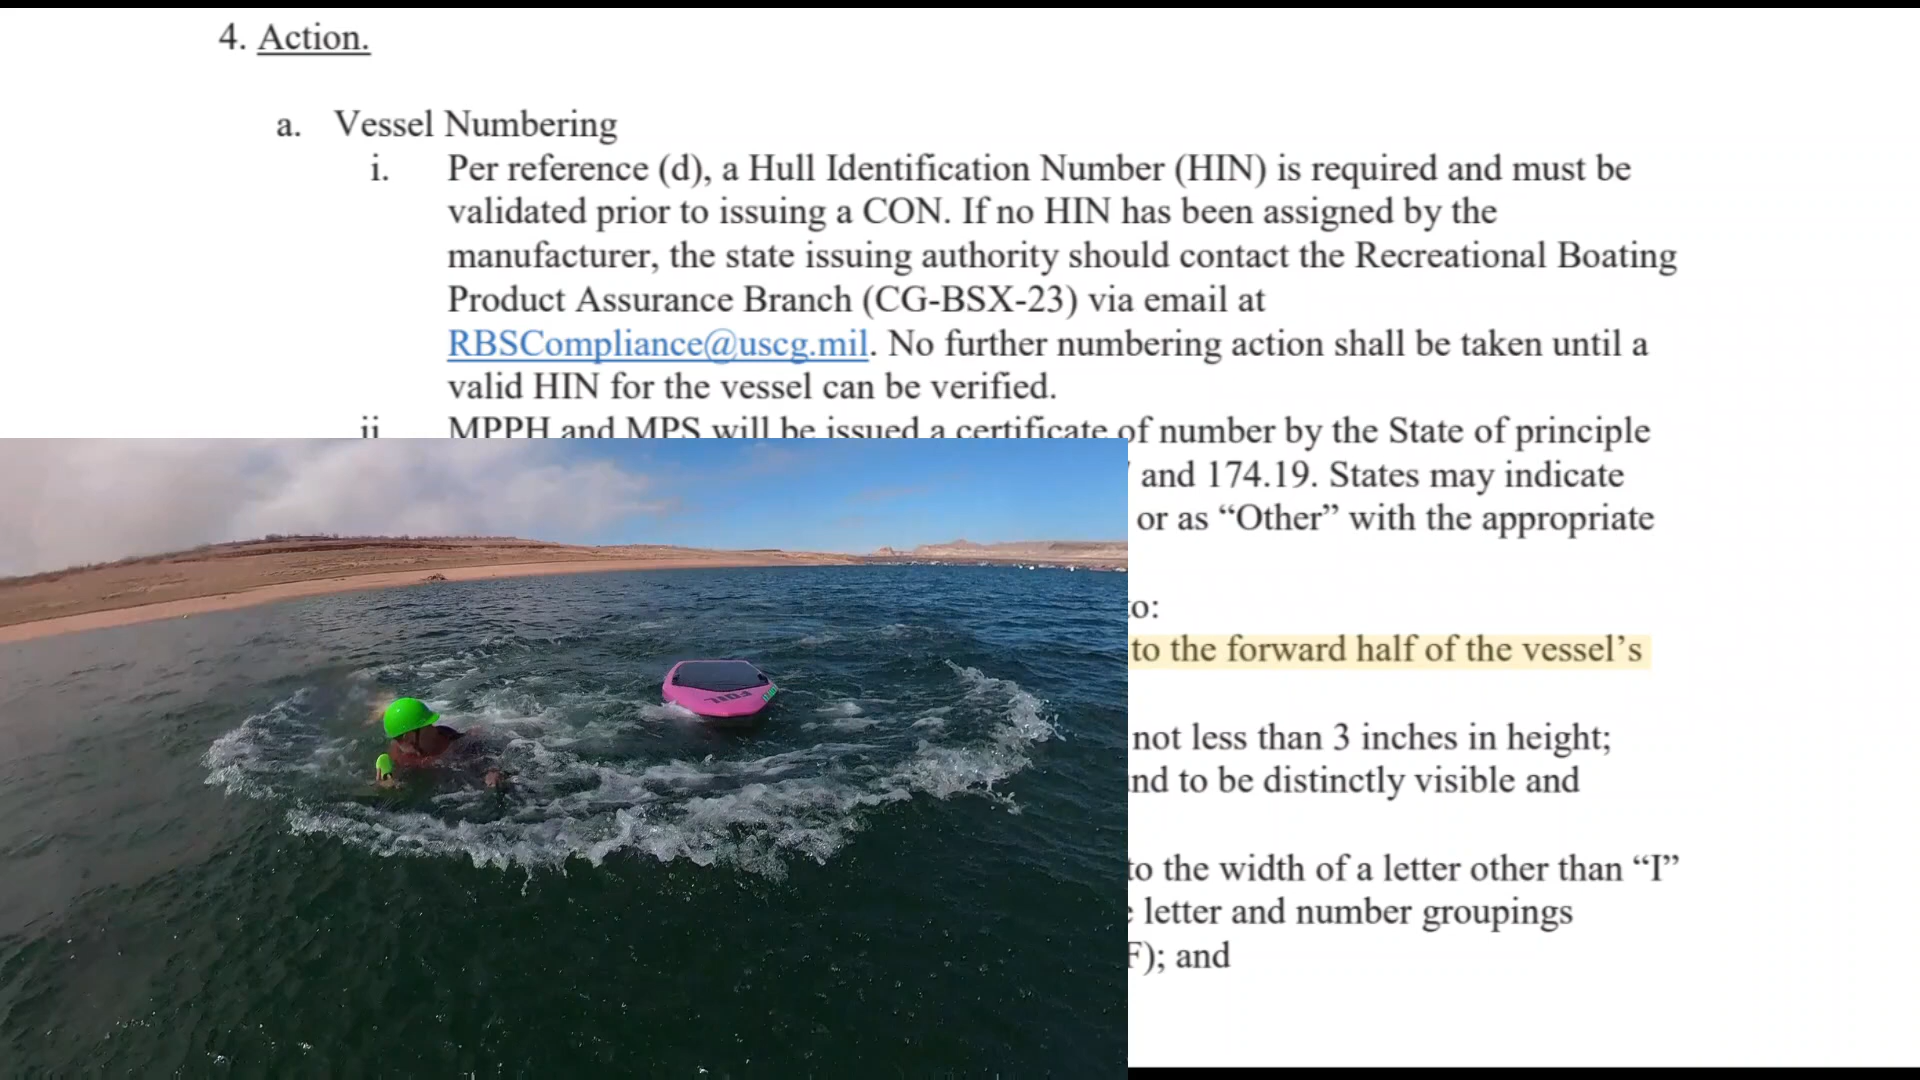 4. Action.
a. Vessel Numbering
i. Per reference (d), a Hull Identification Number (HIN) is required and must be
validated prior to issuing a CON. If no HIN has been assigned by the
manufacturer, the state issuing authority should contact the Recreational Boating
Product Assurance Branch (CG-BSX-23) via email at
RBSCompliance@uscg.mil. No further numbering action shall be taken until a
valid HIN for the vessel can be verified.
ii MPPH and MPS will be issued a certificate of number by the State of principle
and 174.19. States may indicate
or as “Other” with the appropriate
to:
to the forward half of the vessel’s
not less than 3 inches in height;
and to be distinctly visible and
to the width of a letter other than “I”
letter and number groupings
F); and
FOIL